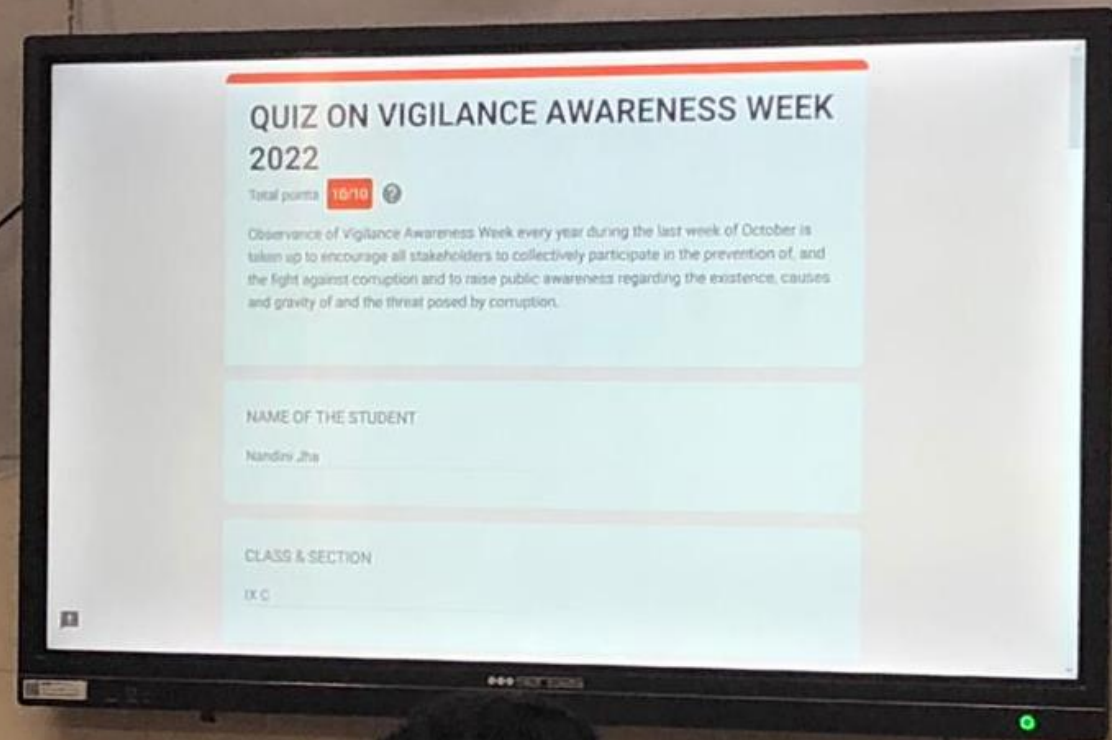 QUIZ ON VIGILANCE AWARENESS WEEK
2022
Total points 10/10 ?
Observance of Vigilance Awareness Week every year during the last week of October is
taken up to encourage all stakeholders to collectively participate in the prevention of, and
the fight against corruption and to raise public awareness regarding the existence, causes
and gravity of and the threat posed by corruption.
NAME OF THE STUDENT
Nandini Jha
CLASS & SECTION
IX C